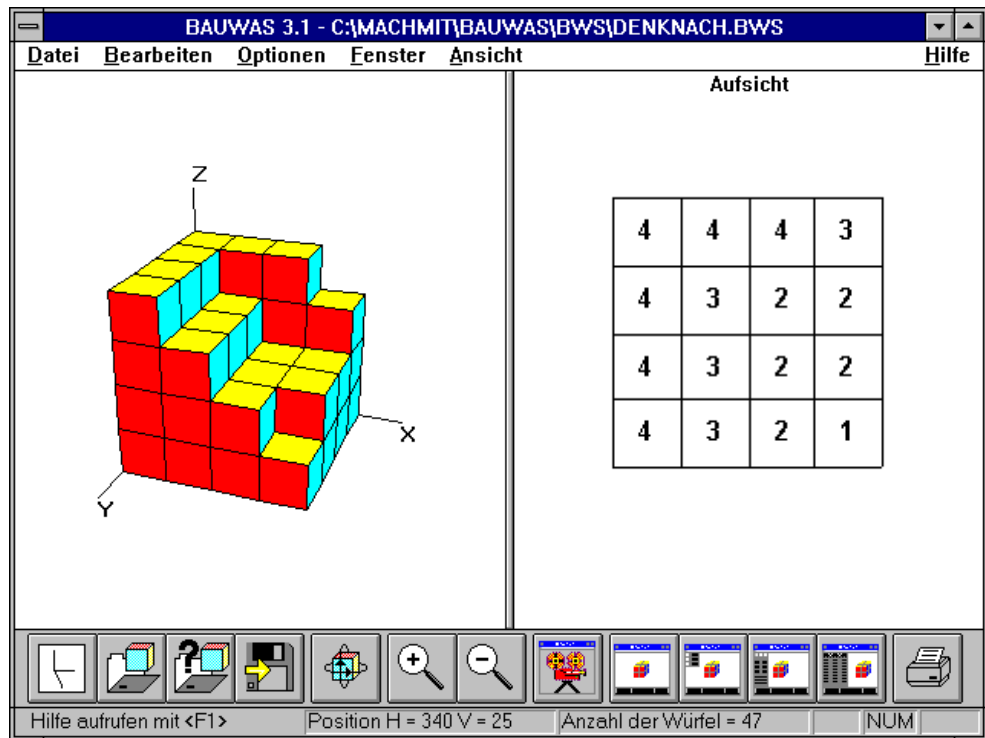 BAUWAS 3.1 - C:\MACHMIT\BAUWAS\BWS\DENKNACH.BWS
Datei Bearbeiten Optionen Fenster Ansicht Hilfe
Aufsicht
Z
4 4 4 3
4 3 2 2
4 3 2 2
4 3 2 1
X
Y
?
Hilfe aufrufen mit <F1> Position H = 340 V = 25 Anzahl der Würfel = 47 NUM